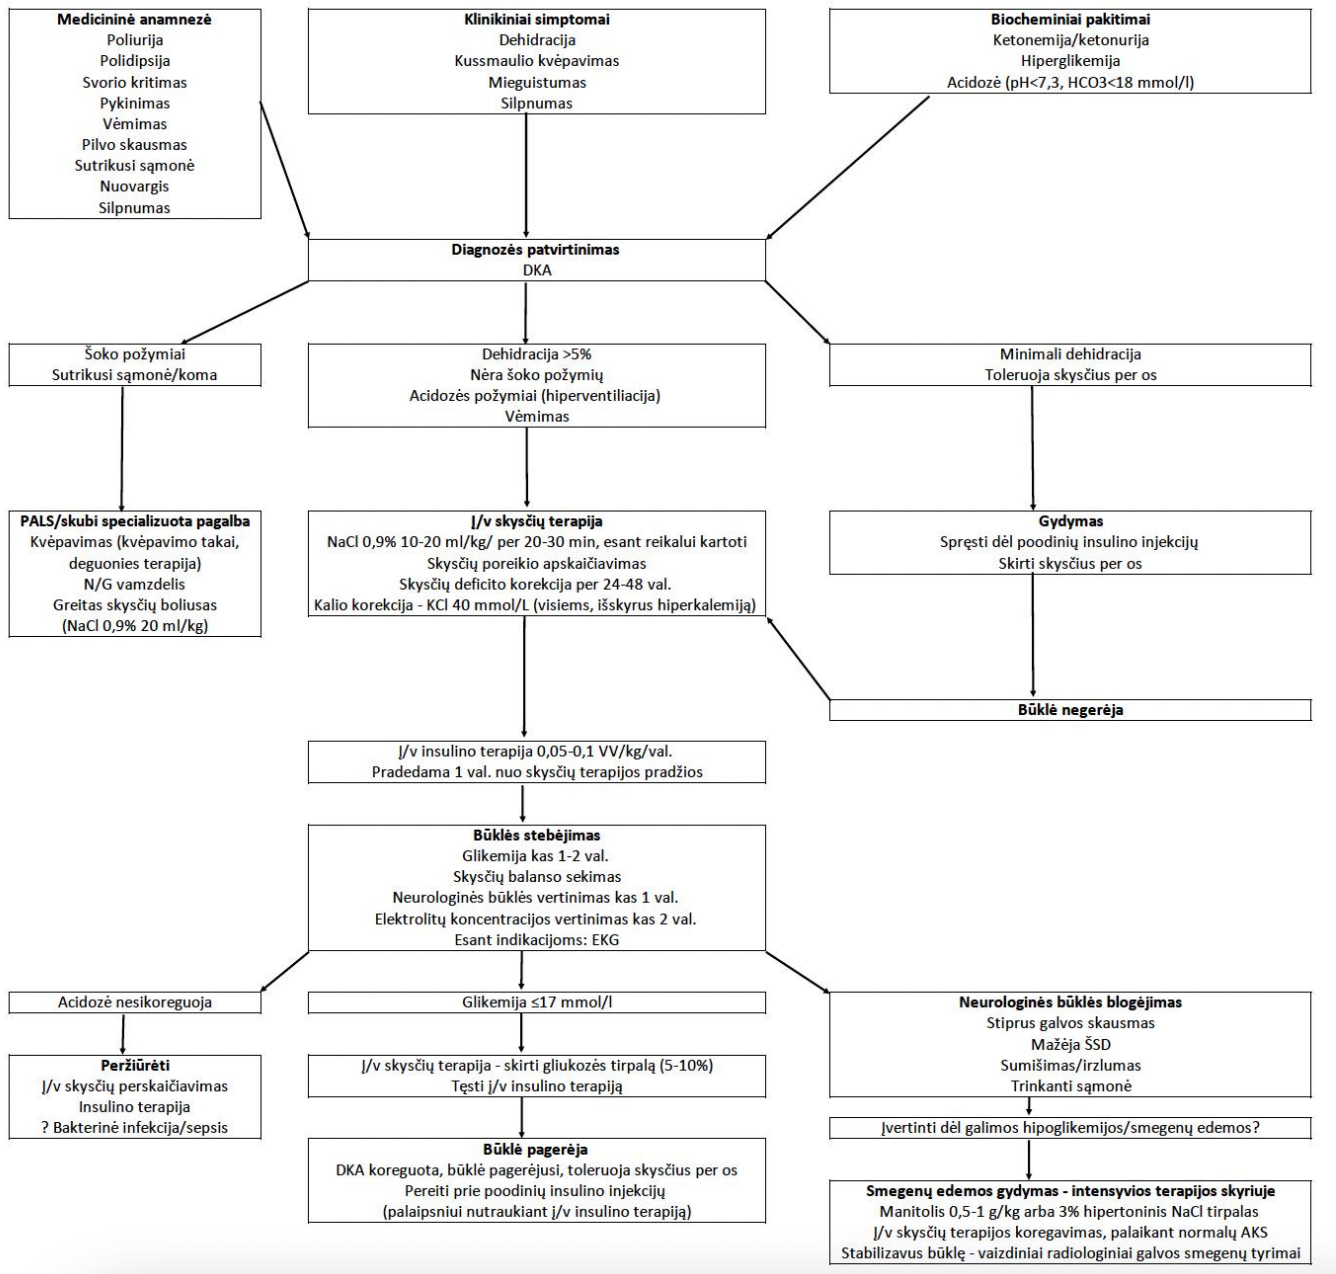 Medicininė anamnezė
Poliurija
Polidipsija
Svorio kritimas
Pykinimas
Vėmimas
Pilvo skausmas
Sutrikusi sąmonė
Nuovargis
Silpnumas
Klinikiniai simptomai
Dehidracija
Kussmaulio kvėpavimas
Mieguistumas
Silpnumas
Biocheminiai pakitimai
Ketonemija/ketonurija
Hiperglikemija
Acidozė (pH<7,3, HCO3<18 mmol/l)
Diagnozės patvirtinimas
DKA
Šoko požymiai
Sutrikusi sąmonė/koma
Dehidracija >5%
Nėra šoko požymių
Acidozės požymiai (hiperventiliacija)
Vėmimas
Minimali dehidracija
Toleruoja skysčius per os
PALS/skubi specializuota pagalba
Kvėpavimas (kvėpavimo takai,
deguonies terapija)
N/G vamzdelis
Greitas skysčių boliusas
(NaCl 0,9% 20 ml/kg)
Į/v skysčių terapija
NaCl 0,9% 10-20 ml/kg/ per 20-30 min, esant reikalui kartoti
Skysčių poreikio apskaičiavimas
Skysčių deficito korekcija per 24-48 val.
Kalio korekcija - KCl 40 mmol/L (visiems, išskyrus hiperkalemiją)
Gydymas
Spręsti dėl poodinių insulino injekcijų
Skirti skysčius per os
Būklė negerėja
Į/v insulino terapija 0,05-0,1 VV/kg/val.
Pradedama 1 val. nuo skysčių terapijos pradžios
Būklės stebėjimas
Glikemija kas 1-2 val.
Skysčių balanso sekimas
Neurologinės būklės vertinimas kas 1 val.
Elektrolitų koncentracijos vertinimas kas 2 val.
Esant indikacijoms: EKG
Acidozė nesikoreguoja
Peržiūrėti
Į/v skysčių perskaičiavimas
Insulino terapija
? Bakterinė infekcija/sepsis
Glikemija ≤17 mmol/l
Į/v skysčių terapija - skirti gliukozės tirpalą (5-10%)
Tęsti į/v insulino terapiją
Būklė pagerėja
DKA koreguota, būklė pagerėjusi, toleruoja skysčius per os
Pereiti prie poodinių insulino injekcijų
(palaipsniui nutraukiant į/v insulino terapiją)
Neurologinės būklės blogėjimas
Stiprus galvos skausmas
Mažėja ŠSD
Sumišimas/irzlumas
Trinkanti sąmonė
Įvertinti dėl galimos hipoglikemijos/smegenų edemos?
Smegenų edemos gydymas - intensyvios terapijos skyriuje
Manitolis 0,5-1 g/kg arba 3% hipertoninis NaCl tirpalas
Į/v skysčių terapijos koregavimas, palaikant normalų AKS
Stabilizavus būklę - vaizdiniai radiologiniai galvos smegenų tyrimai